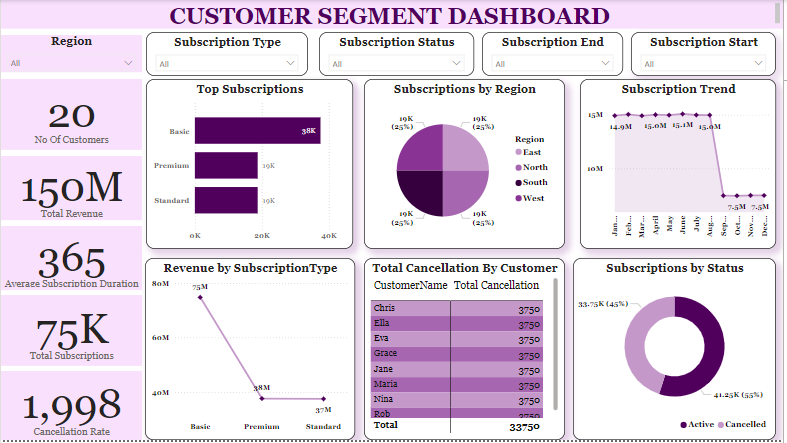 CUSTOMER SEGMENT DASHBOARD
Region
All
Subscription Type
All
Subscription Status
All
Subscription End
All
Subscription Start
All
20
No Of Customers
150M
Total Revenue
365
Average Subscription Duration
75K
Total Subscriptions
1,998
Cancellation Rate
Top Subscriptions
Basic
38K
Premium
19K
Standard
19K
0K
20K
40K
Subscriptions by Region
19K
(25%)
19K
(25%)
19K
(25%)
19K
(25%)
Region
East
North
South
West
Subscription Trend
15M
10M
14.9M
15.0M
15.1M
15.0M
7.5M
7.5M
Jan...
Feb...
Mar...
April
May
June
July
Aug...
Sep...
Oct...
Nov...
Dec...
Revenue by SubscriptionType
80M
60M
40M
75M
38M
37M
Basic
Premium
Standard
Total Cancellation By Customer
CustomerName Total Cancellation
Chris 3750
Ella 3750
Eva 3750
Grace 3750
Jane 3750
Maria 3750
Nina 3750
Rob 3750
Total 33750
Subscriptions by Status
33.75K (45%)
41.25K (55%)
Active
Cancelled